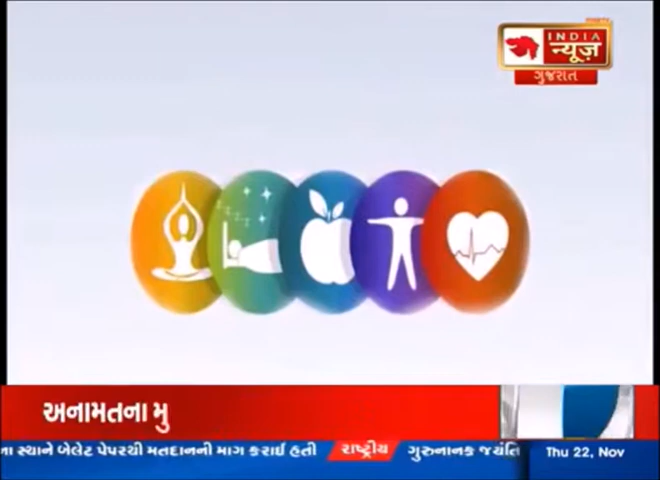 INDIA
न्यूज़
ગુજરાત
અનામતના મુ
ના સ્થાને બેલેટ પેપરથી મતદાનની માગ કરાઈ હતી રાષ્ટ્રીય ગુરુનાનક જયંતિ Thu 22, Nov